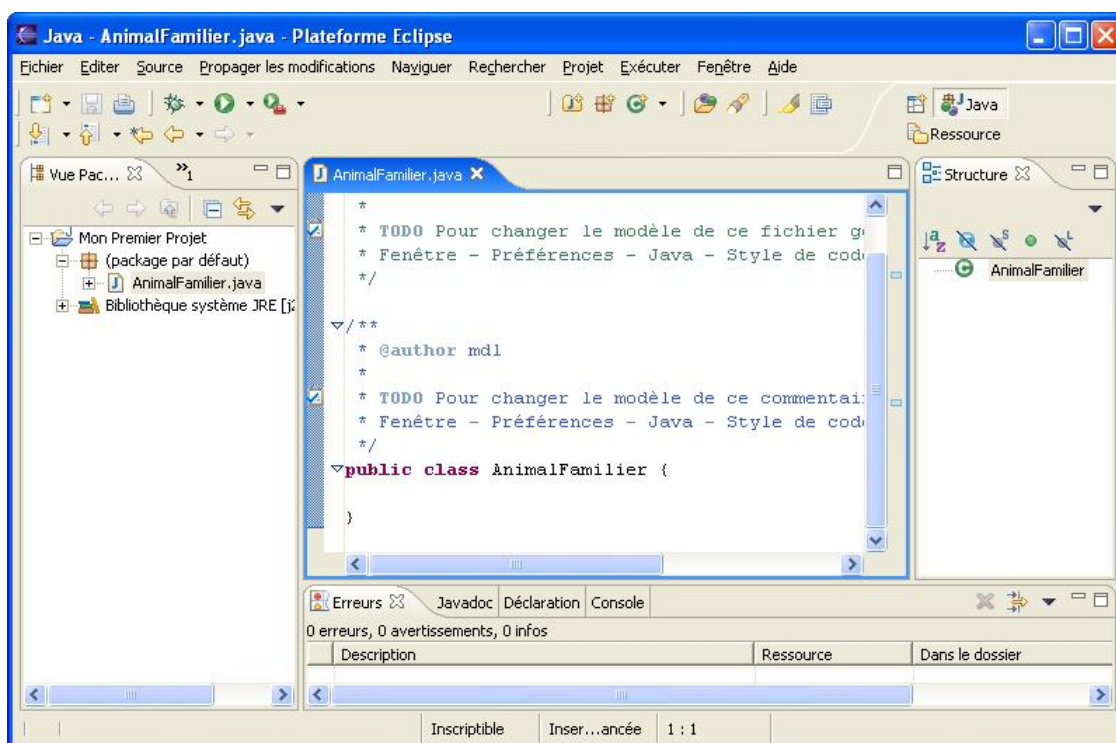 Java - AnimalFamilier.java - Plateforme Eclipse
Fichier Editer Source Propager les modifications Naviguer Rechercher Projet Exécuter Fenêtre Aide
Java
Ressource
Vue Pac... »1
AnimalFamilier.java
Structure
Mon Premier Projet
(package par défaut)
AnimalFamilier.java
Bibliothèque système JRE [j2
*
* TODO Pour changer le modèle de ce fichier g
* Fenêtre - Préférences - Java - Style de cod
*/
/**
* @author mdl
*
* TODO Pour changer le modèle de ce commentai
* Fenêtre - Préférences - Java - Style de cod
*/
public class AnimalFamilier {
}
AnimalFamilier
Erreurs Javadoc Déclaration Console
0 erreurs, 0 avertissements, 0 infos
Description Ressource Dans le dossier
Inscriptible Inser...ancée 1 : 1